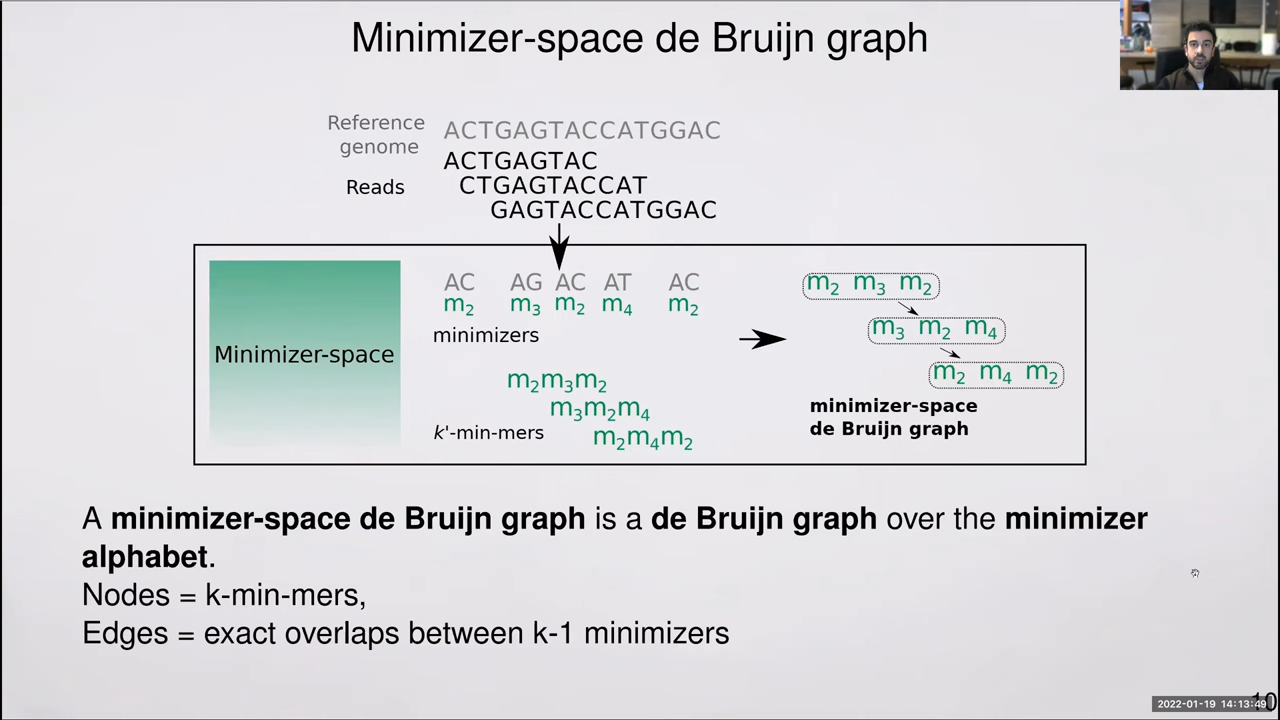 Minimizer-space de Bruijn graph
Reference
genome
ACTGAGTACCATGGAC
Reads
ACTGAGTAC
CTGAGTACCAT
GAGTACCATGGAC
Minimizer-space
AC AG AC AT AC
m2 m3 m2 m4 m2
minimizers
m2m3m2
m3m2m4
m2m4m2
k'-min-mers
m2 m3 m2
m3 m2 m4
m2 m4 m2
minimizer-space
de Bruijn graph
A minimizer-space de Bruijn graph is a de Bruijn graph over the minimizer
alphabet.
Nodes = k-min-mers,
Edges = exact overlaps between k-1 minimizers
10
2022-01-19 14:13:49